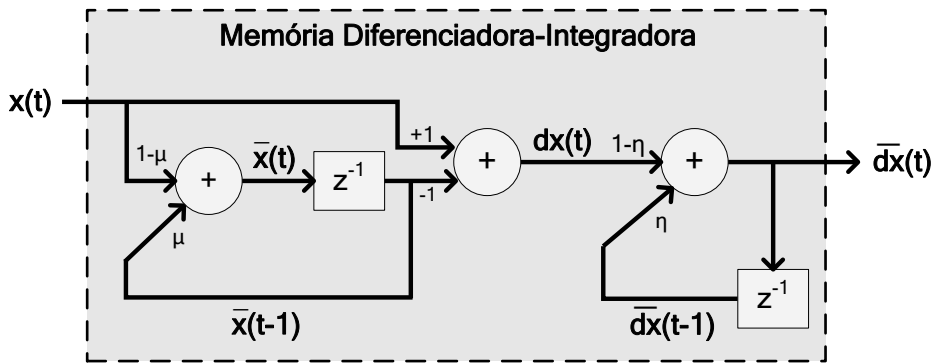 Memória Diferenciadora-Integradora
x(t)
+1
1-μ
x̅(t)
+
z⁻¹
-1
+
dx(t)
1-η
+
d̅x̅(t)
μ
η
x̅(t-1)
z⁻¹
d̅x̅(t-1)